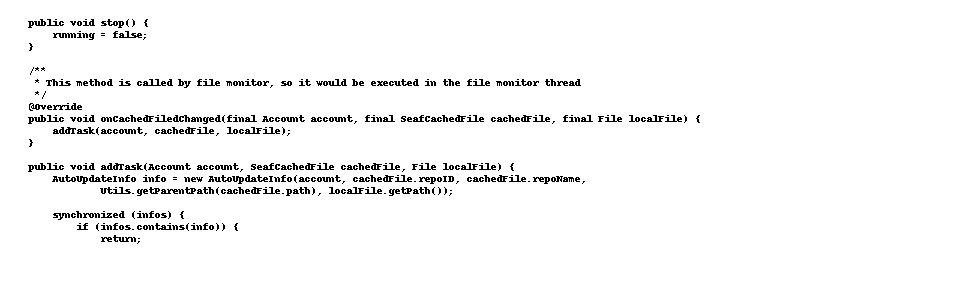 public void stop() {
    running = false;
}

/**
 * This method is called by file monitor, so it would be executed in the file monitor thread
 */
@Override
public void onCachedFiledChanged(final Account account, final SeafCachedFile cachedFile, final File localFile) {
    addTask(account, cachedFile, localFile);
}

public void addTask(Account account, SeafCachedFile cachedFile, File localFile) {
    AutoUpdateInfo info = new AutoUpdateInfo(account, cachedFile.repoID, cachedFile.repoName,
            Utils.getParentPath(cachedFile.path), localFile.getPath());

    synchronized (infos) {
        if (infos.contains(info)) {
            return;